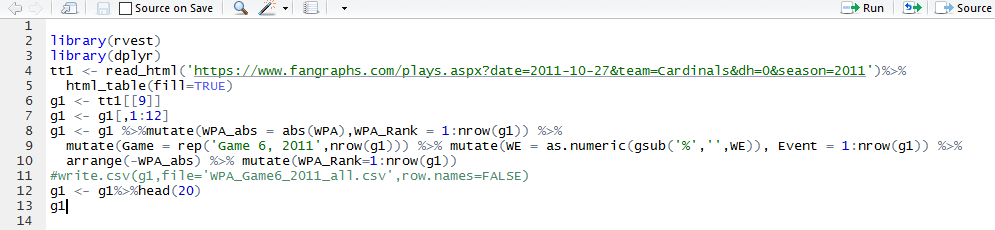 Source on Save
Run
Source
1
2 library(rvest)
3 library(dplyr)
4 tt1 <- read_html('https://www.fangraphs.com/plays.aspx?date=2011-10-27&team=Cardinals&dh=0&season=2011')%>%
5 html_table(fill=TRUE)
6 g1 <- tt1[[9]]
7 g1 <- g1[,1:12]
8 g1 <- g1 %>%mutate(WPA_abs = abs(WPA),WPA_Rank = 1:nrow(g1)) %>%
9 mutate(Game = rep('Game 6, 2011',nrow(g1))) %>% mutate(WE = as.numeric(gsub('%','',WE)), Event = 1:nrow(g1)) %>%
10 arrange(-WPA_abs) %>% mutate(WPA_Rank=1:nrow(g1))
11 #write.csv(g1,file='WPA_Game6_2011_all.csv',row.names=FALSE)
12 g1 <- g1%>%head(20)
13 g1
14